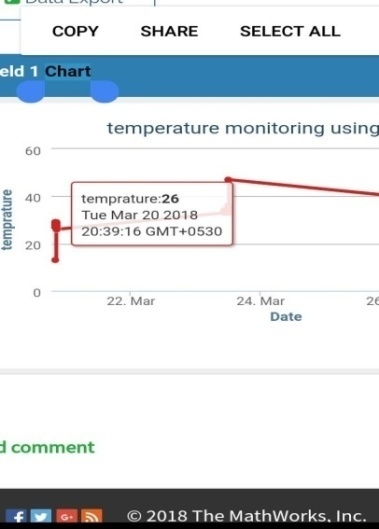 Data Export
COPY SHARE SELECT ALL
eld 1 Chart
temperature monitoring using
60
40
20
0
temprature
temprature:26
Tue Mar 20 2018
20:39:16 GMT+0530
22. Mar
24. Mar
26
Date
d comment
© 2018 The MathWorks, Inc.